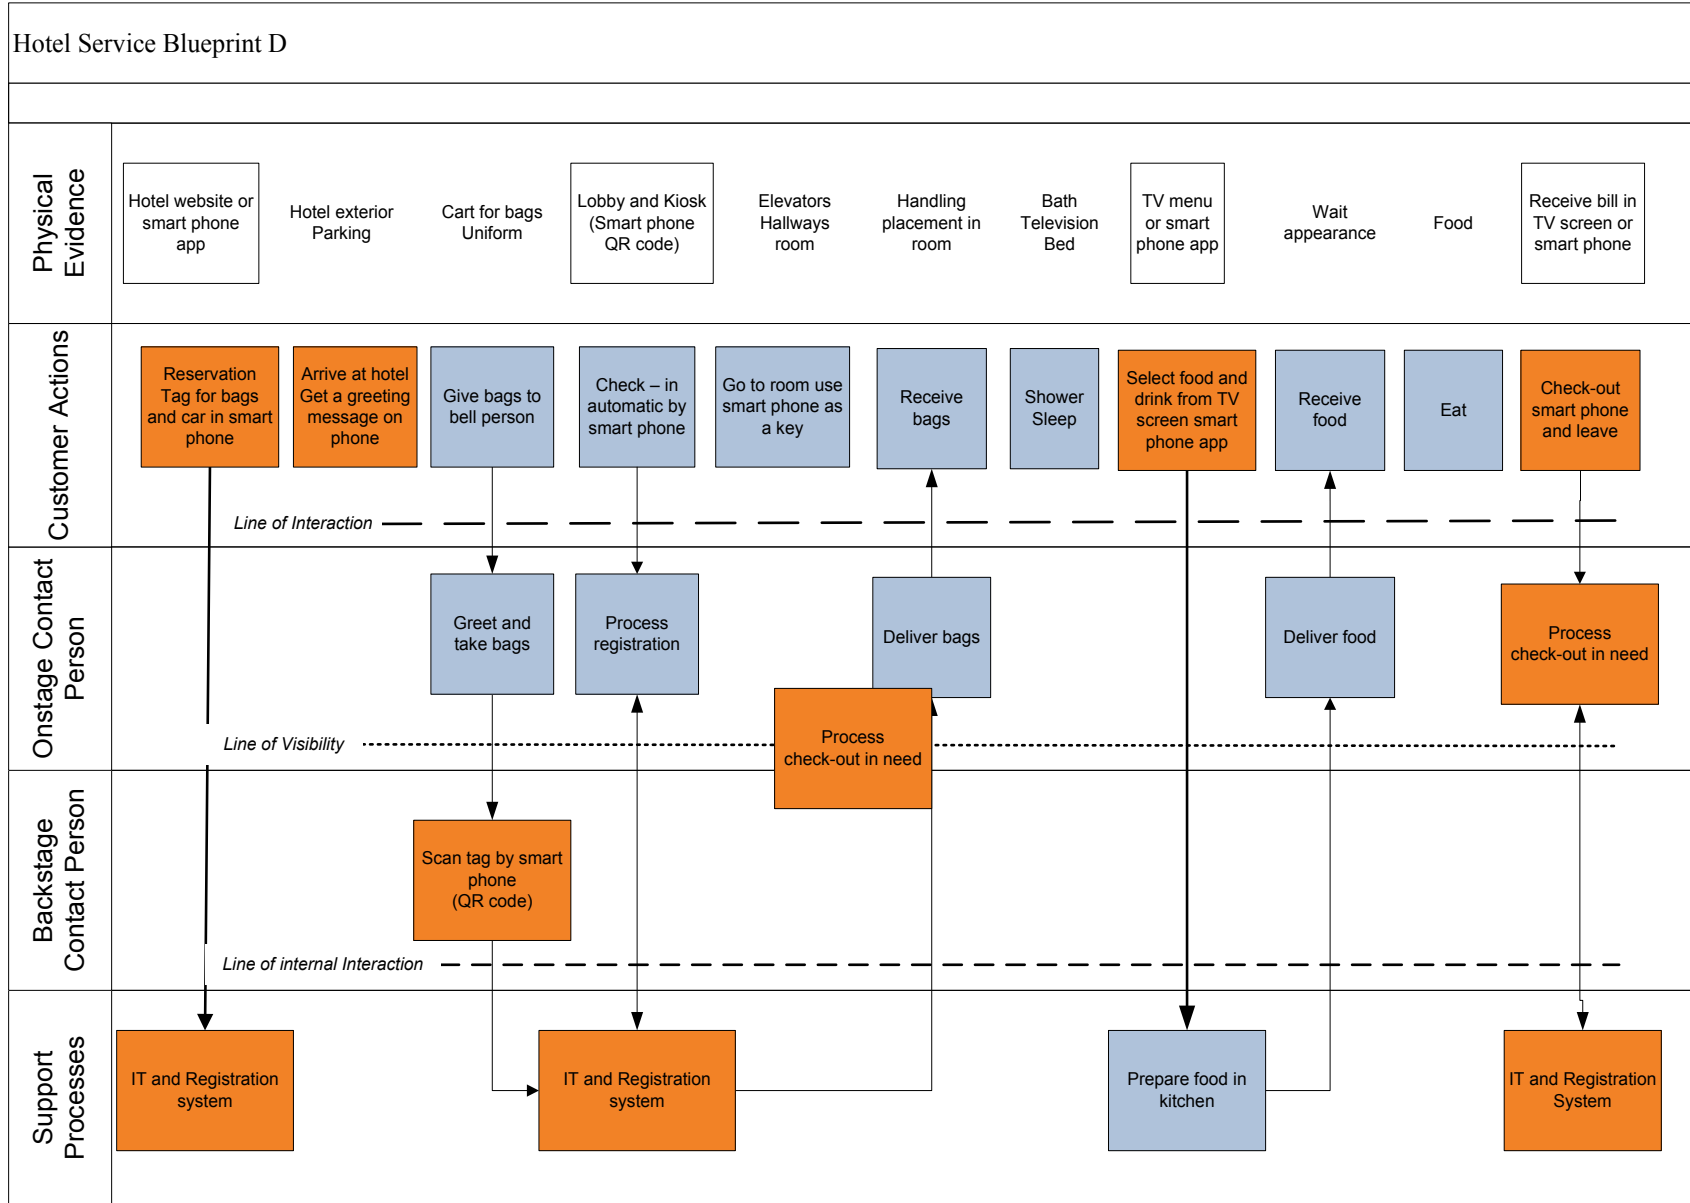 Hotel Service Blueprint D
Physical
Evidence
Hotel website or
smart phone
app
Hotel exterior
Parking
Cart for bags
Uniform
Lobby and Kiosk
(Smart phone
QR code)
Elevators
Hallways
room
Handling
placement in
room
Bath
Television
Bed
TV menu
or smart
phone app
Wait
appearance
Food
Receive bill in
TV screen or
smart phone
Customer Actions
Reservation
Tag for bags
and car in smart
phone
Arrive at hotel
Get a greeting
message on
phone
Give bags to
bell person
Check – in
automatic by
smart phone
Go to room use
smart phone as
a key
Receive
bags
Shower
Sleep
Select food and
drink from TV
screen smart
phone app
Receive
food
Eat
Check-out
smart phone
and leave
Line of Interaction
Onstage Contact
Person
Greet and
take bags
Process
registration
Deliver bags
Deliver food
Process
check-out in need
Process
check-out in need
Line of Visibility
Backstage
Contact Person
Scan tag by smart
phone
(QR code)
Line of internal Interaction
Support
Processes
IT and Registration
system
IT and Registration
system
Prepare food in
kitchen
IT and Registration
System